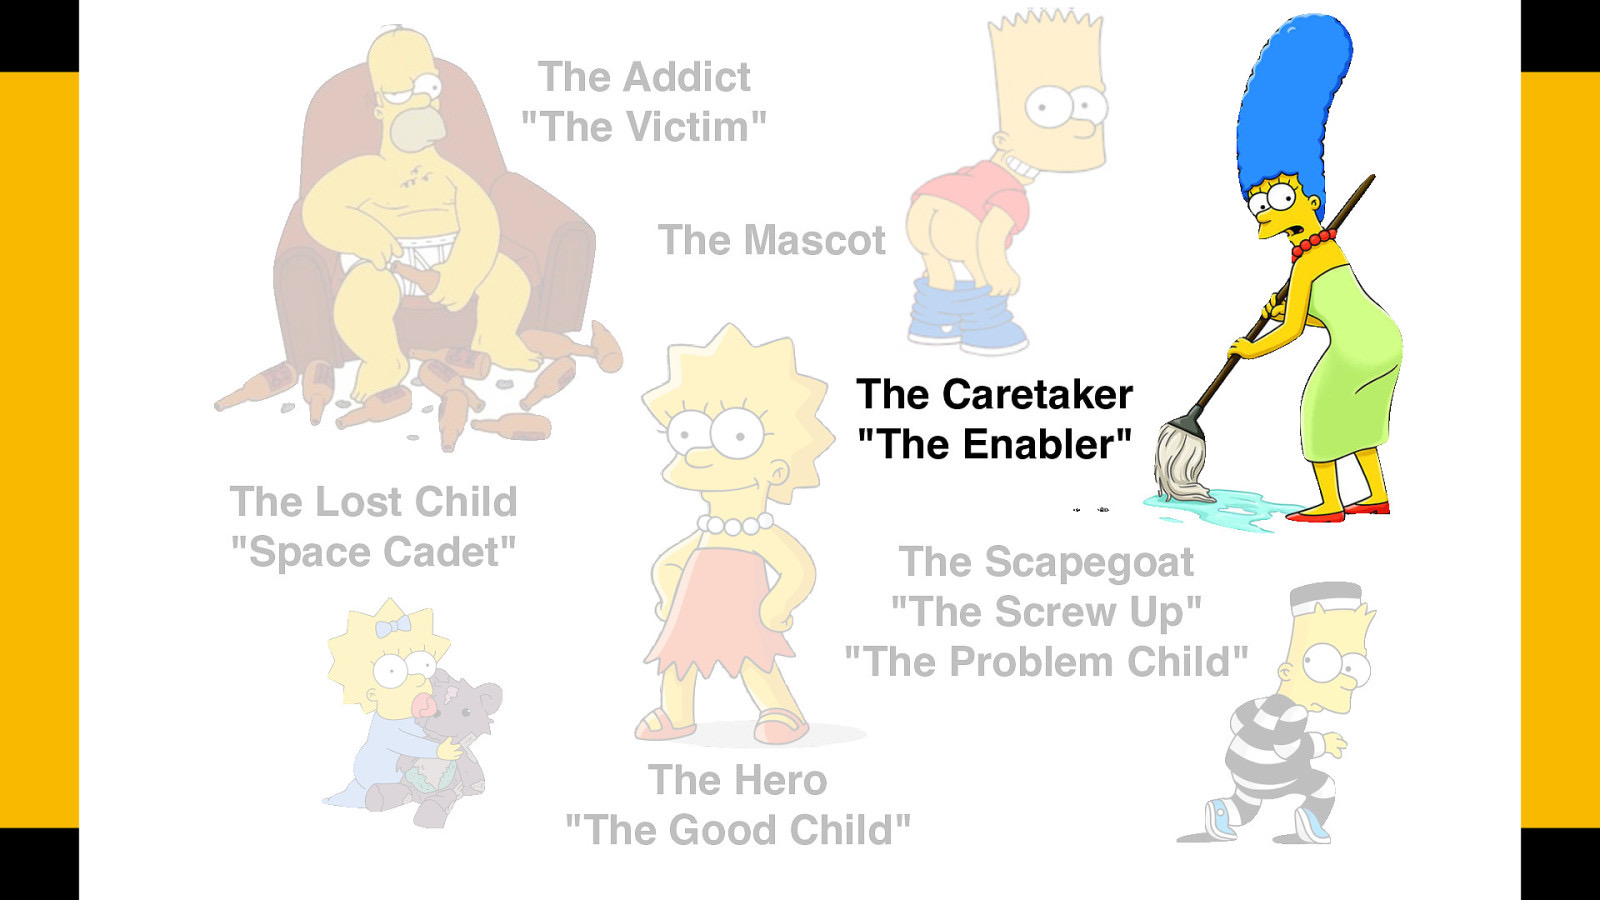 The Addict
"The Victim"
The Mascot
The Caretaker
"The Enabler"
The Lost Child
"Space Cadet"
The Scapegoat
"The Screw Up"
"The Problem Child"
The Hero
"The Good Child"